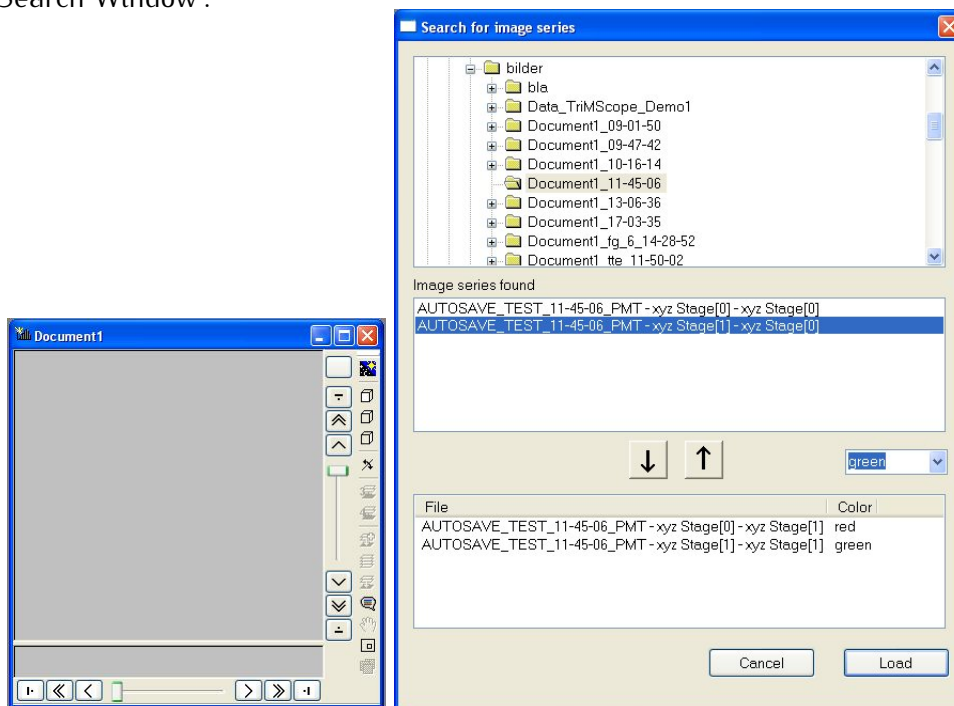 Search Window".
Search for image series
bilder
bla
Data_TriMScope_Demo1
Document1_09-01-50
Document1_09-47-42
Document1_10-16-14
Document1_11-45-06
Document1_13-06-36
Document1_17-03-35
Document1_fg_6_14-28-52
Document1_tte_11-50-02
Image series found
AUTOSAVE_TEST_11-45-06_PMT - xyz Stage[0] - xyz Stage[0]
AUTOSAVE_TEST_11-45-06_PMT - xyz Stage[1] - xyz Stage[0]
green
File Color
AUTOSAVE_TEST_11-45-06_PMT - xyz Stage[0] - xyz Stage[1] red
AUTOSAVE_TEST_11-45-06_PMT - xyz Stage[1] - xyz Stage[1] green
Cancel Load
Document1